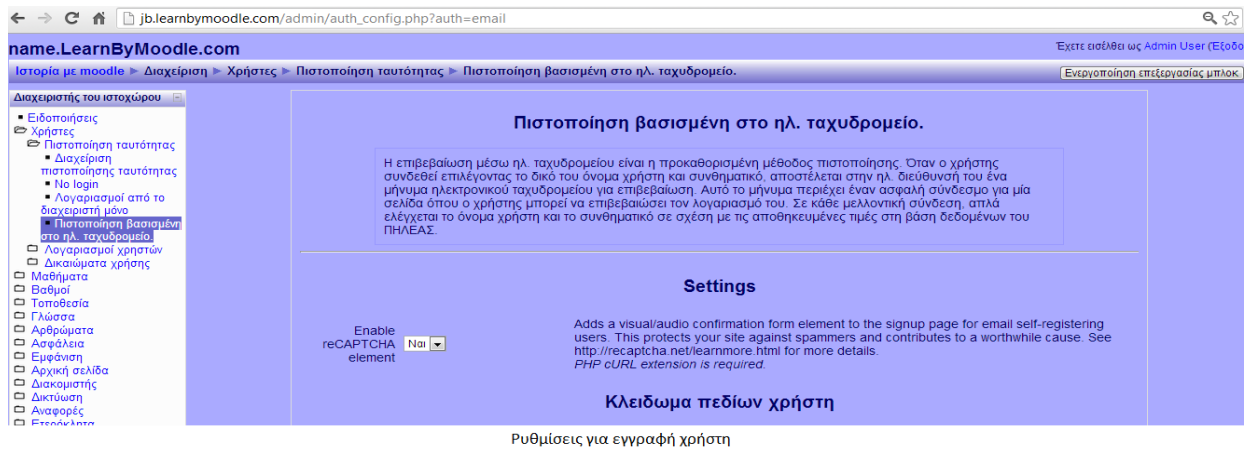 jb.learnbymoodle.com/admin/auth_config.php?auth=email
name.LearnByMoodle.com
Έχετε εισέλθει ως Admin User (Έξοδο
Ιστορία με moodle ► Διαχείριση ► Χρήστες ► Πιστοποίηση ταυτότητας ► Πιστοποίηση βασισμένη στο ηλ. ταχυδρομείο.
Ενεργοποίηση επεξεργασίας μπλοκ
Διαχειριστής του ιστοχώρου
Ειδοποιήσεις
Χρήστες
Πιστοποίηση ταυτότητας
Διαχείριση
πιστοποίησης ταυτότητας
No login
Λογαριασμοί από το
διαχειριστή μόνο
Πιστοποίηση βασισμένη
στο ηλ. ταχυδρομείο.
Λογαριασμοί χρηστών
Δικαιώματα χρήσης
Μαθήματα
Βαθμοί
Τοποθεσία
Γλώσσα
Αρθρώματα
Ασφάλεια
Εμφάνιση
Αρχική σελίδα
Διακομιστής
Δικτύωση
Αναφορές
Ετερόκλητα
Πιστοποίηση βασισμένη στο ηλ. ταχυδρομείο.
Η επιβεβαίωση μέσω ηλ. ταχυδρομείου είναι η προκαθορισμένη μέθοδος πιστοποίησης. Όταν ο χρήστης
συνδεθεί επιλέγοντας το δικό του όνομα χρήστη και συνθηματικό, αποστέλεται στην ηλ. διεύθυνσή του ένα
μήνυμα ηλεκτρονικού ταχυδρομείου για επιβεβαίωση. Αυτό το μήνυμα περιέχει έναν ασφαλή σύνδεσμο για μία
σελίδα όπου ο χρήστης μπορεί να επιβεβαιώσει τον λογαριασμό του. Σε κάθε μελλοντική σύνδεση, απλά
ελέγχεται το όνομα χρήστη και το συνθηματικό σε σχέση με τις αποθηκευμένες τιμές στη βάση δεδομένων του
ΠΗΛΕΑΣ.
Settings
Enable
reCAPTCHA
element
Ναι
Adds a visual/audio confirmation form element to the signup page for email self-registering
users. This protects your site against spammers and contributes to a worthwhile cause. See
http://recaptcha.net/learnmore.html for more details.
PHP cURL extension is required.
Κλείδωμα πεδίων χρήστη
Ρυθμίσεις για εγγραφή χρήστη